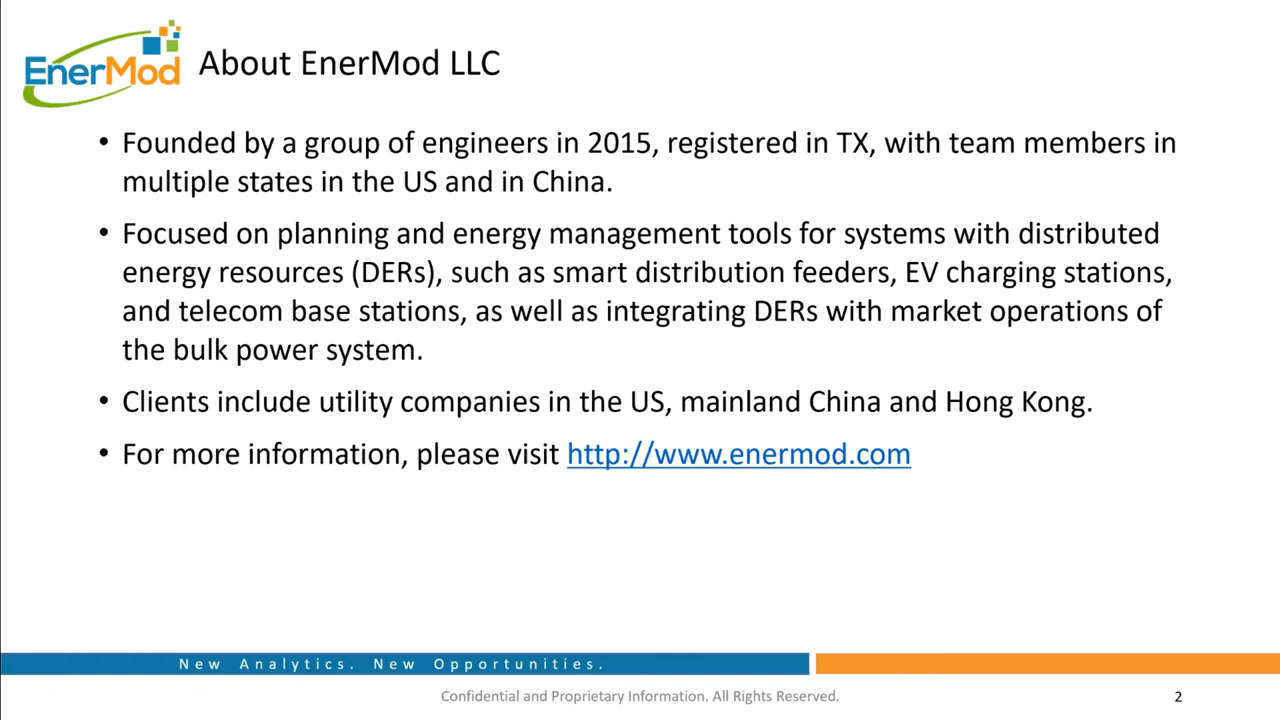 EnerMod
About EnerMod LLC
• Founded by a group of engineers in 2015, registered in TX, with team members in
multiple states in the US and in China.
• Focused on planning and energy management tools for systems with distributed
energy resources (DERs), such as smart distribution feeders, EV charging stations,
and telecom base stations, as well as integrating DERs with market operations of
the bulk power system.
• Clients include utility companies in the US, mainland China and Hong Kong.
• For more information, please visit http://www.enermod.com
New Analytics. New Opportunities.
Confidential and Proprietary Information. All Rights Reserved.
2